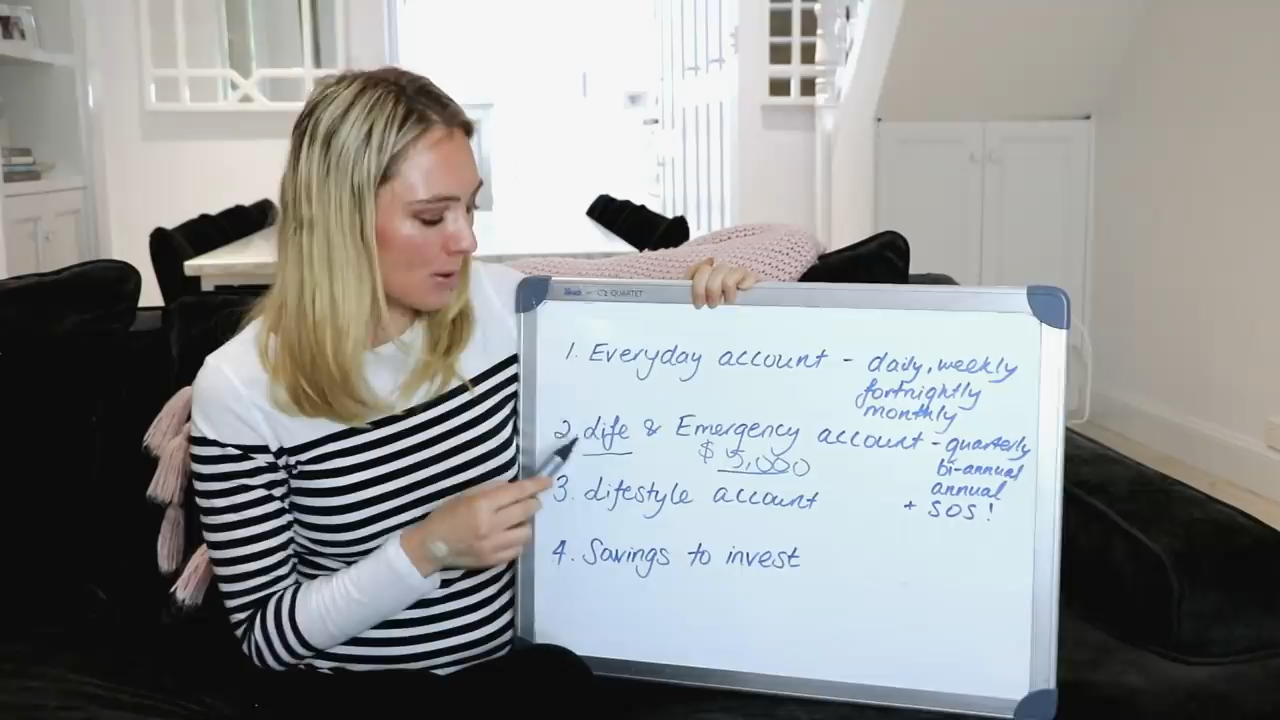 QUARTET
1. Everyday account - daily, weekly
fortnightly
monthly
2. Life & Emergency account - quarterly
$ 5,000
bi-annual
annual
3. Lifestyle account
+ SOS!
4. Savings to invest